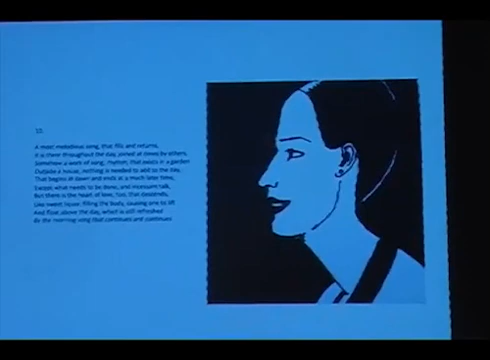 10.
A most melodious song, that fills and returns,
It is there throughout the day, joined at times by others,
Somehow a work of song, rhythm, that exists in a garden
Outside a house, nothing is needed to add to the
That begins at dawn and ends at a much later time,
Except what needs to be done, and incessant talk,
But there is the heart of love, too, that descends,
Like sweet house, filling the body, causing one to lift
And float above the day, which is still refreshed
By the morning song that continues and continues